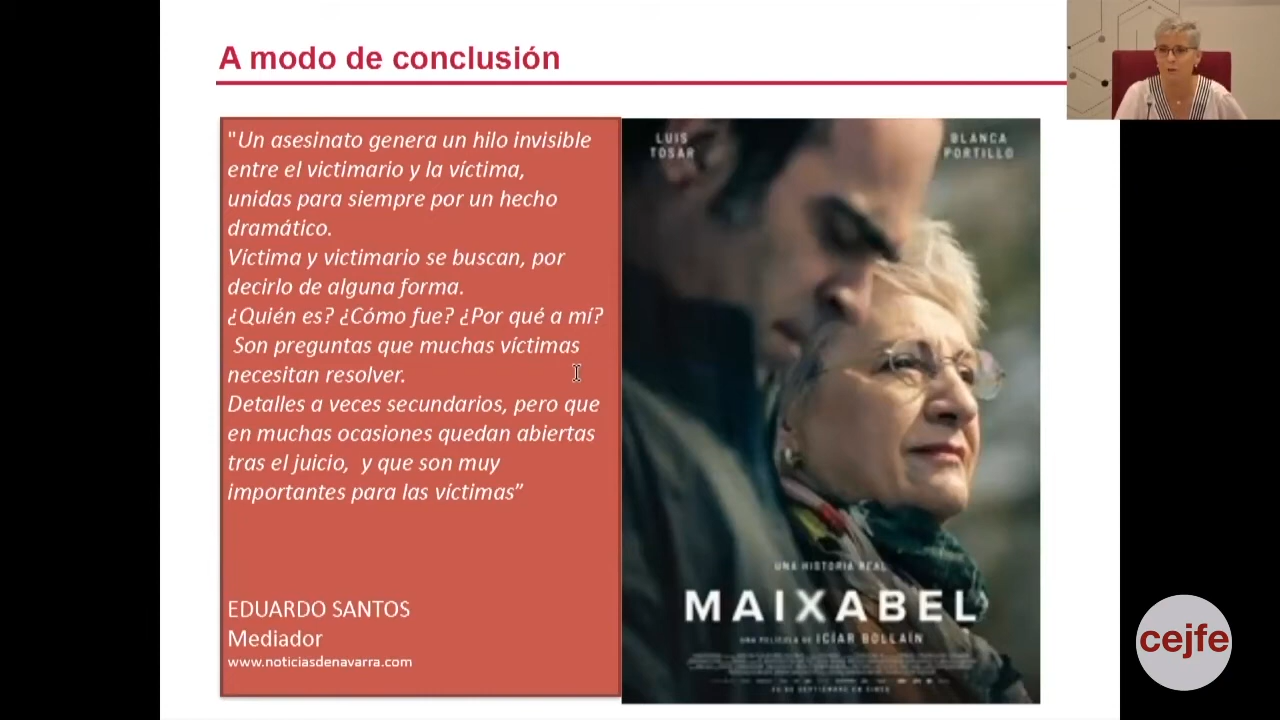 A modo de conclusión
"Un asesinato genera un hilo invisible
entre el victimario y la víctima,
unidas para siempre por un hecho
dramático.
Víctima y victimario se buscan, por
decirlo de alguna forma.
¿Quién es? ¿Cómo fue? ¿Por qué a mí?
Son preguntas que muchas víctimas
necesitan resolver.
Detalles a veces secundarios, pero que
en muchas ocasiones quedan abiertas
tras el juicio,  y que son muy
importantes para las víctimas”
EDUARDO SANTOS
Mediador
www.noticiasdenavarra.com
LUIS
TOSAR
BLANCA
PORTILLO
UNA HISTORIA REAL
MAIXABEL
UNA PELÍCULA DE ICIAR BOLLAIN
cejfe